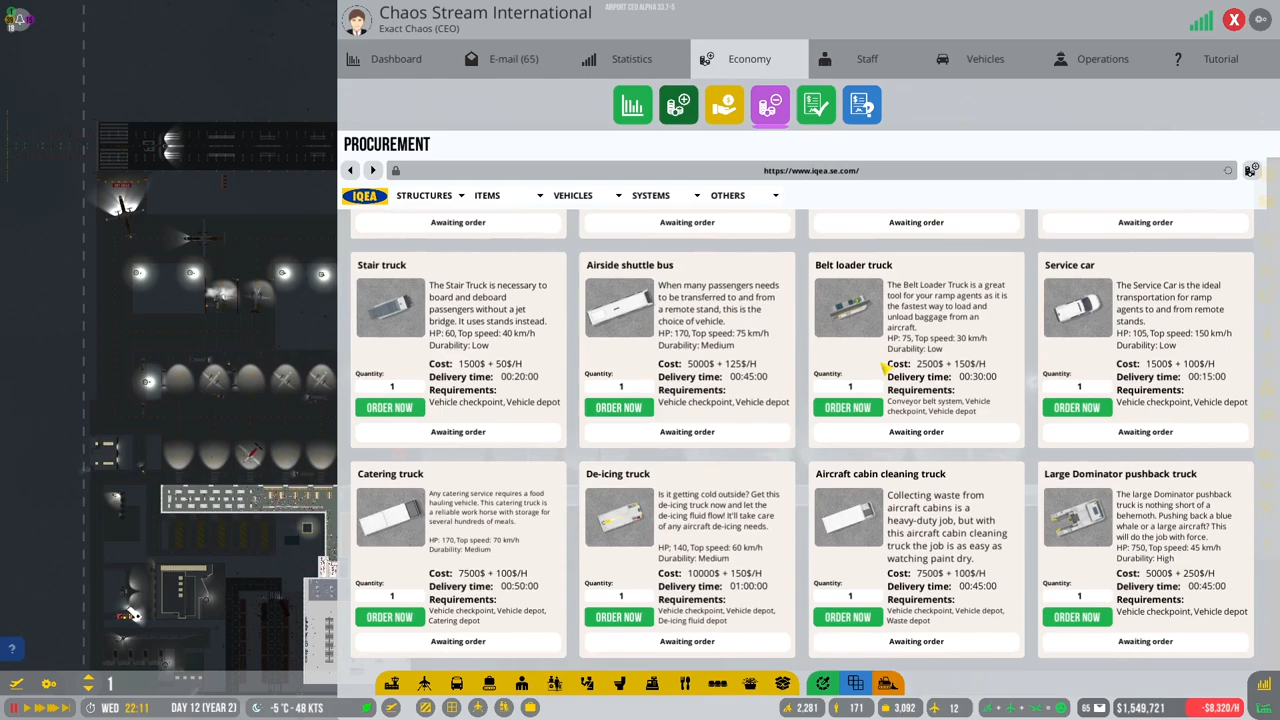 AIRPORT CEO ALPHA 33.7-5
Chaos Stream International
Exact Chaos (CEO)
X
Dashboard
E-mail (65)
Statistics
Economy
Staff
Vehicles
Operations
? Tutorial
PROCUREMENT
https://www.iqea.se.com/
iQEA
STRUCTURES
ITEMS
VEHICLES
SYSTEMS
OTHERS
Awaiting order
Awaiting order
Awaiting order
Awaiting order
Stair truck
The Stair Truck is necessary to
board and deboard
passengers without a jet
bridge. It uses stands instead.
HP: 60, Top speed: 40 km/h
Durability: Low
Cost: 1500$ + 50$/H
Delivery time: 00:20:00
Requirements:
Vehicle checkpoint, Vehicle depot
Quantity:
1
ORDER NOW
Awaiting order
Airside shuttle bus
When many passengers needs
to be transferred to and from
a remote stand, this is the
choice of vehicle.
HP: 170, Top speed: 75 km/h
Durability: Medium
Cost: 5000$ + 125$/H
Delivery time: 00:45:00
Requirements:
Vehicle checkpoint, Vehicle depot
Quantity:
1
ORDER NOW
Awaiting order
Belt loader truck
The Belt Loader Truck is a great
tool for your ramp agents as it is
the fastest way to load and
unload baggage from an
aircraft.
HP: 75, Top speed: 30 km/h
Durability: Low
Cost: 2500$ + 150$/H
Delivery time: 00:30:00
Requirements:
Conveyor belt system, Vehicle
checkpoint, Vehicle depot
Quantity:
1
ORDER NOW
Awaiting order
Service car
The Service Car is the ideal
transportation for ramp
agents to and from remote
stands.
HP: 105, Top speed: 150 km/h
Durability: Low
Cost: 1500$ + 100$/H
Delivery time: 00:15:00
Requirements:
Vehicle checkpoint, Vehicle depot
Quantity:
1
ORDER NOW
Awaiting order
Catering truck
Any catering service requires a food
hauling vehicle. This catering truck is
a reliable work horse with storage for
several hundreds of meals.
HP: 170, Top speed: 70 km/h
Durability: Medium
Cost: 7500$ + 100$/H
Delivery time: 00:50:00
Requirements:
Vehicle checkpoint, Vehicle depot,
Catering depot
Quantity:
1
ORDER NOW
Awaiting order
De-icing truck
Is it getting cold outside? Get this
de-icing truck now and let the
de-icing fluid flow! It'll take care
of any aircraft de-icing needs.
HP; 140, Top speed: 60 km/h
Durability: Medium
Cost: 10000$ + 150$/H
Delivery time: 01:00:00
Requirements:
Vehicle checkpoint, Vehicle depot,
De-icing fluid depot
Quantity:
1
ORDER NOW
Awaiting order
Aircraft cabin cleaning truck
Collecting waste from
aircraft cabins is a
heavy-duty job, but with
this aircraft cabin cleaning
truck the job is as easy as
watching paint dry.
Cost: 7500$ + 100$/H
Delivery time: 00:45:00
Requirements:
Vehicle checkpoint, Vehicle depot,
Waste depot
Quantity:
1
ORDER NOW
Awaiting order
Large Dominator pushback truck
The large Dominator pushback
truck is nothing short of a
behemoth. Pushing back a blue
whale or a large aircraft? This
will do the job with force.
HP: 750, Top speed: 45 km/h
Durability: High
Cost: 5000$ + 250$/H
Delivery time: 00:45:00
Requirements:
Vehicle checkpoint, Vehicle depot
Quantity:
1
ORDER NOW
Awaiting order
?
1
WED 22:11
DAY 12 (YEAR 2)
-5°C - 48 KTS
2,281
171
3,092
12
65
$1,549,721
-$8,320/H